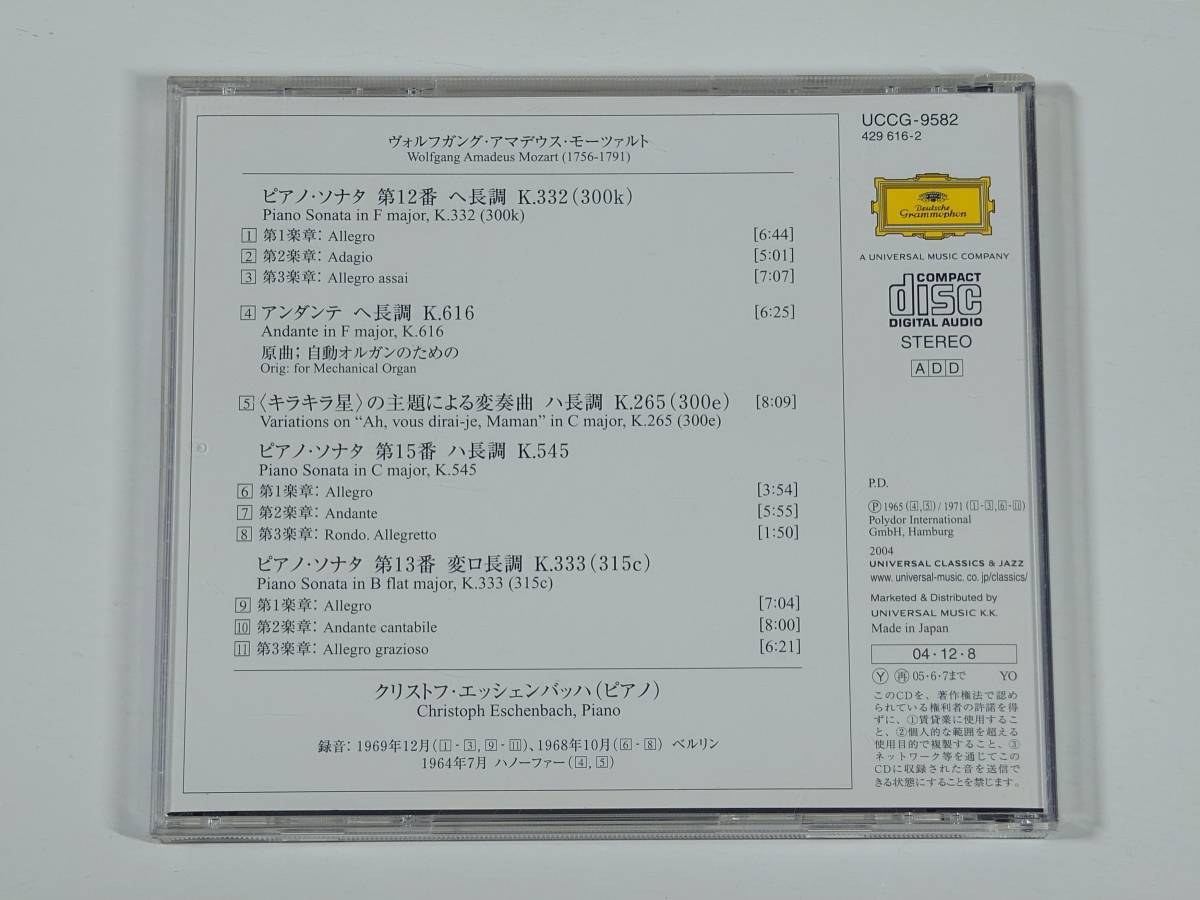 ヴォルフガング・アマデウス・モーツァルト
Wolfgang Amadeus Mozart (1756-1791)
ピアノ・ソナタ 第12番 ヘ長調 K.332(300k)
Piano Sonata in F major, K.332 (300k)
1 第1楽章: Allegro [6:44]
2 第2楽章: Adagio [5:01]
3 第3楽章: Allegro assai [7:07]
4 アンダンテ ヘ長調 K.616 [6:25]
Andante in F major, K.616
原曲; 自動オルガンのための
Orig: for Mechanical Organ
5 〈キラキラ星〉の主題による変奏曲 ハ長調 K.265(300e) [8:09]
Variations on “Ah, vous dirai-je, Maman” in C major, K.265 (300e)
ピアノ・ソナタ 第15番 ハ長調 K.545
Piano Sonata in C major, K.545
6 第1楽章: Allegro [3:54]
7 第2楽章: Andante [5:55]
8 第3楽章: Rondo. Allegretto [1:50]
ピアノ・ソナタ 第13番 変ロ長調 K.333(315c)
Piano Sonata in B flat major, K.333 (315c)
9 第1楽章: Allegro [7:04]
10 第2楽章: Andante cantabile [8:00]
11 第3楽章: Allegro grazioso [6:21]
クリストフ・エッシェンバッハ(ピアノ)
Christoph Eschenbach, Piano
録音: 1969年12月(1-3,9-11)、1968年10月(6-8) ベルリン
1964年7月 ハノーファー(4,5)
UCCG-9582
429 616-2
Deutsche
Grammophon
A UNIVERSAL MUSIC COMPANY
COMPACT
disc
DIGITAL AUDIO
STEREO
ADD
P.D.
Ⓟ 1965 (4,5) / 1971 (1-3,6-11)
Polydor International
GmbH, Hamburg
2004
UNIVERSAL CLASSICS & JAZZ
www.universal-music.co.jp/classics/
Marketed & Distributed by
UNIVERSAL MUSIC K.K.
Made in Japan
04・12・8
Ⓨ 再 05・6・7まで YO
このCDを、著作権法で認め
られている権利者の許諾を得
ずに、①賃貸業に使用するこ
と、②個人的な範囲を超える
使用目的で複製すること、③
ネットワーク等を通じてこの
CDに収録された音を送信で
きる状態にすることを禁じます。